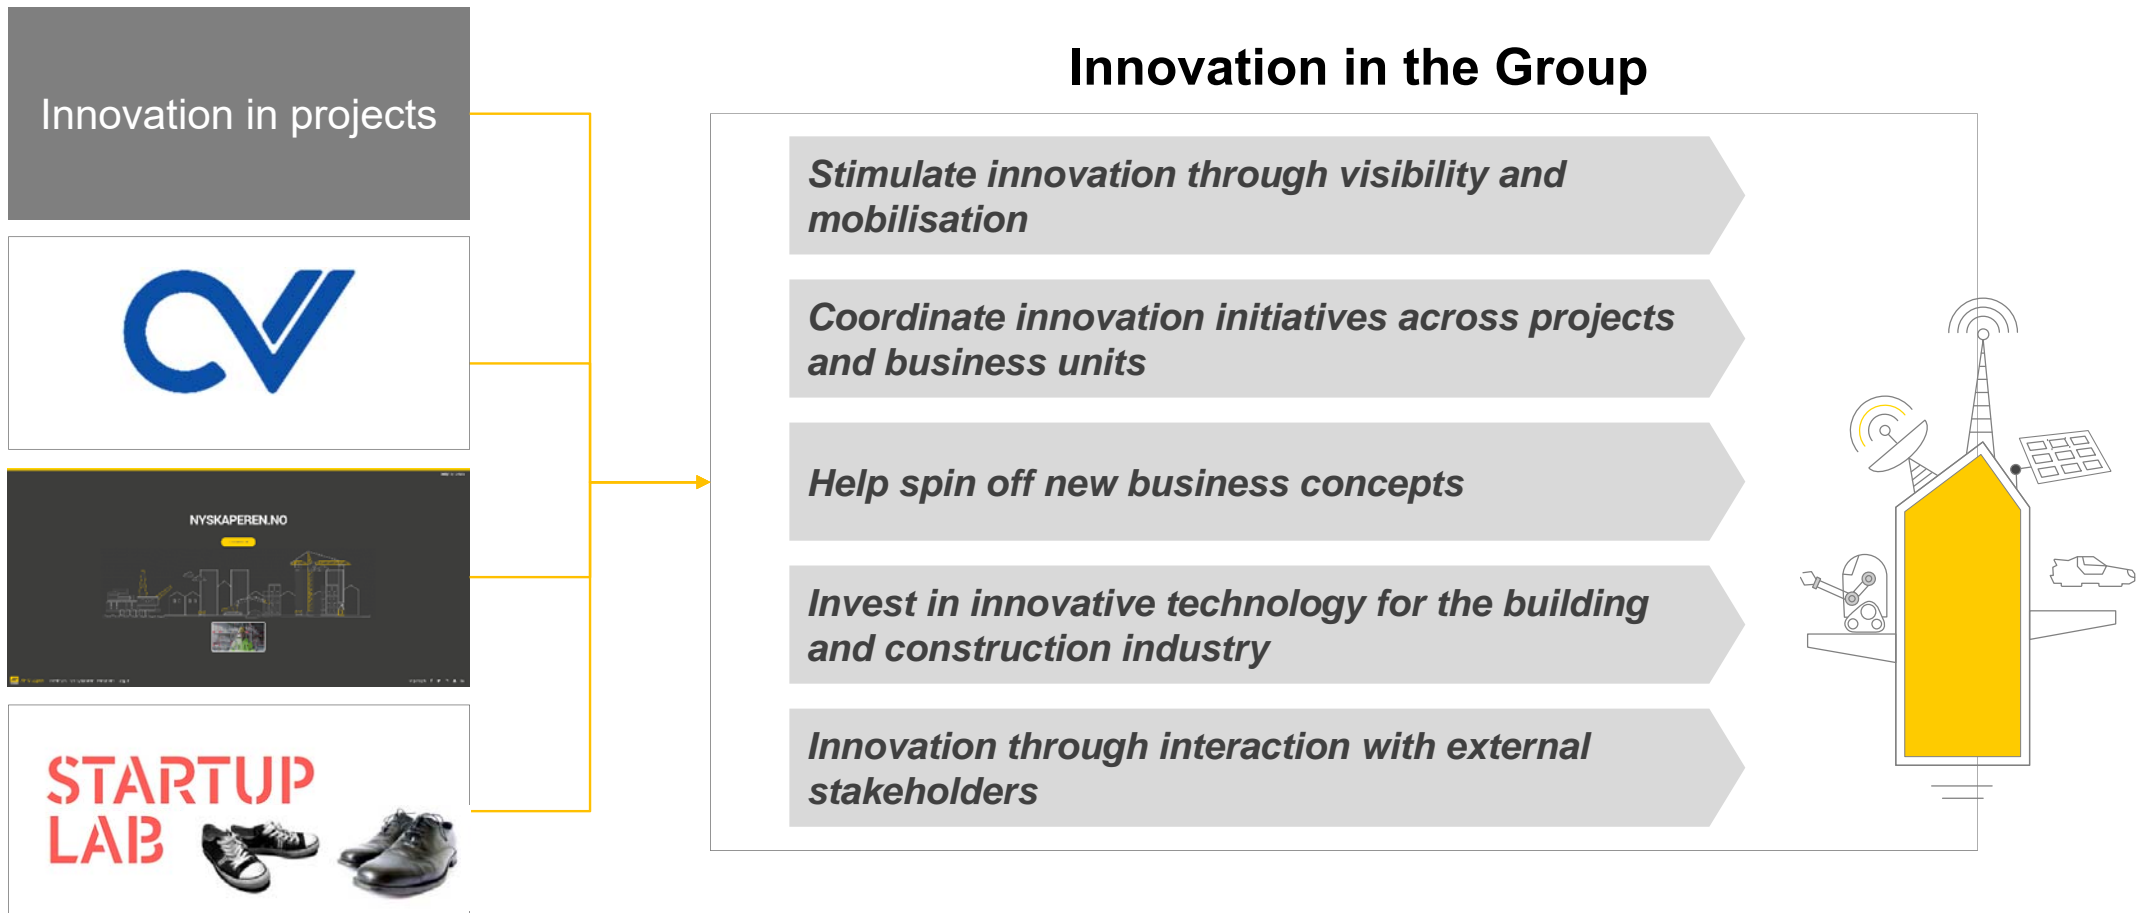 Innovation in the Group
Innovation in projects
NYSKAPEREN.NO
STARTUP
LAB
Stimulate innovation through visibility and
mobilisation
Coordinate innovation initiatives across projects
and business units
Help spin off new business concepts
Invest in innovative technology for the building
and construction industry
Innovation through interaction with external
stakeholders